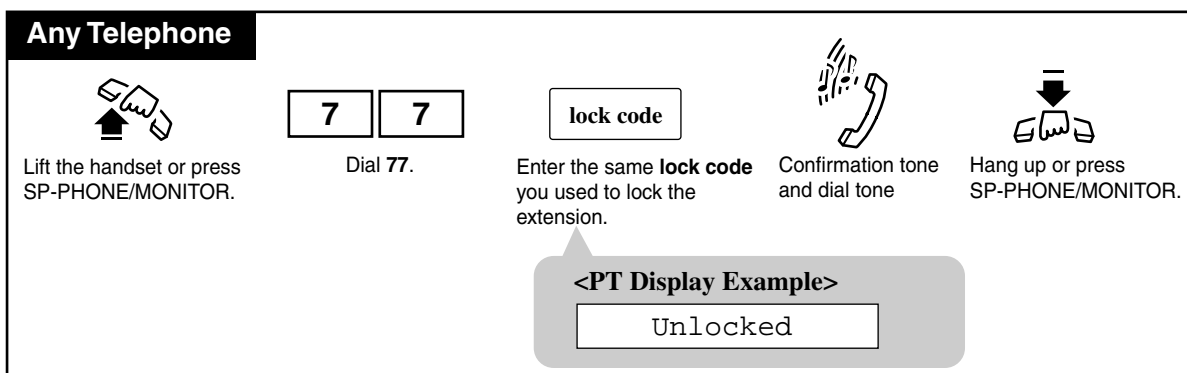 Any Telephone
7 7
lock code
Lift the handset or press
SP-PHONE/MONITOR.
Dial 77.
Enter the same lock code
you used to lock the
extension.
Confirmation tone
and dial tone
Hang up or press
SP-PHONE/MONITOR.
<PT Display Example>
Unlocked